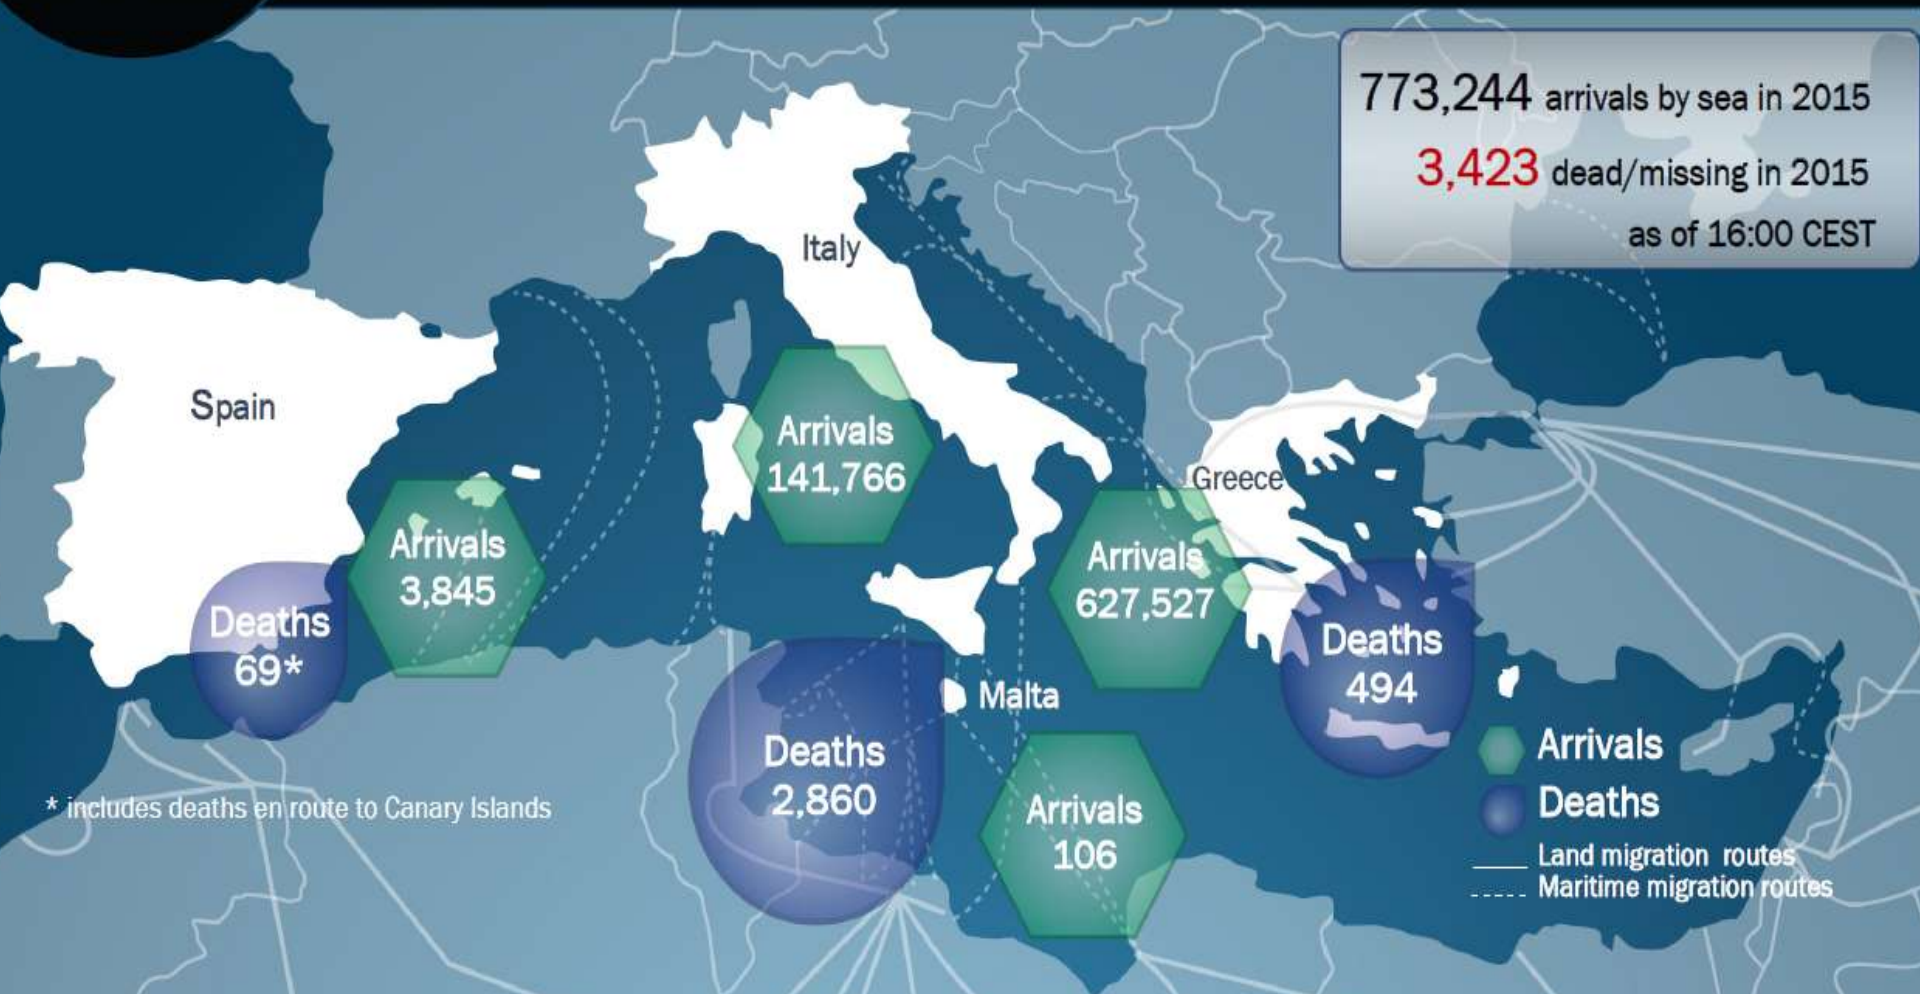 773,244 arrivals by sea in 2015
3,423 dead/missing in 2015
as of 16:00 CEST
Italy
Spain
Arrivals
141,766
Greece
Arrivals
3,845
Arrivals
627,527
Deaths
69*
Deaths
494
Malta
Deaths
2,860
Arrivals
106
* includes deaths en route to Canary Islands
Arrivals
Deaths
Land migration routes
Maritime migration routes